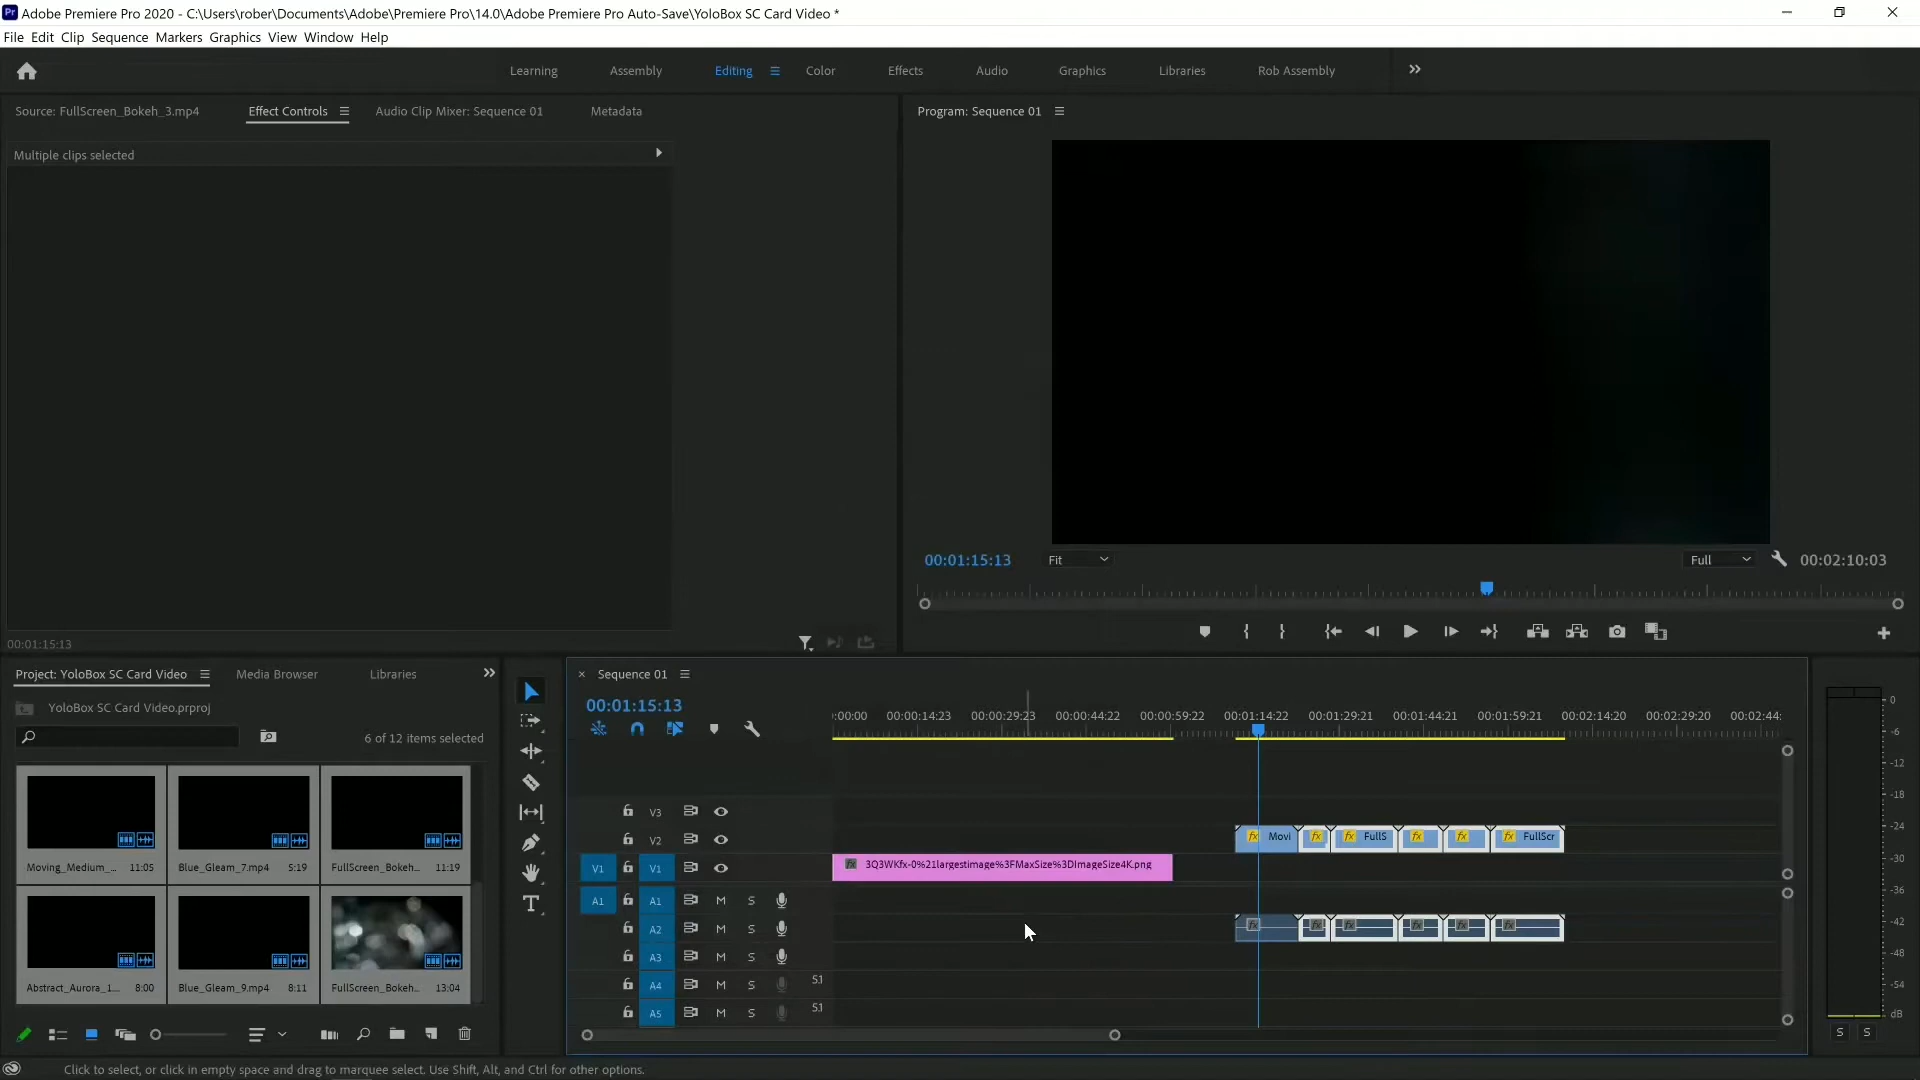 Pr Adobe Premiere Pro 2020 - C:\Users\rober\Documents\Adobe\Premiere Pro\14.0\Adobe Premiere Pro Auto-Save\YoloBox SC Card Video *
File Edit Clip Sequence Markers Graphics View Window Help
Learning Assembly Editing Color Effects Audio Graphics Libraries Rob Assembly
Source: FullScreen_Bokeh_3.mp4 Effect Controls Audio Clip Mixer: Sequence 01 Metadata
Program: Sequence 01
Multiple clips selected
00:01:15:13 Fit Full 00:02:10:03
00:01:15:13
Project: YoloBox SC Card Video Media Browser Libraries
YoloBox SC Card Video.prproj
6 of 12 items selected
Moving_Medium_... 11:05 Blue_Gleam_7.mp4 5:19 FullScreen_Bokeh... 11:19
Abstract_Aurora_1... 8:00 Blue_Gleam_9.mp4 8:11 FullScreen_Bokeh... 13:04
× Sequence 01
00:01:15:13
:00:00 00:00:14:23 00:00:29:23 00:00:44:22 00:00:59:22 00:01:14:22 00:01:29:21 00:01:44:21 00:01:59:21 00:02:14:20 00:02:29:20 00:02:44:
V3
V2 fx Movi fx fx FullS fx fx fx FullScr
V1 V1 fx 3Q3WKfx-0%21largestimage%3FMaxSize%3DImageSize4K.png
A1 A1 M S
A2 M S fx fx fx fx fx fx
A3 M S
A4 M S 5.1
A5 M S 5.1
0
-6
-12
-18
-24
-30
-36
-42
-48
-54
dB
S S
Click to select, or click in empty space and drag to marquee select. Use Shift, Alt, and Ctrl for other options.